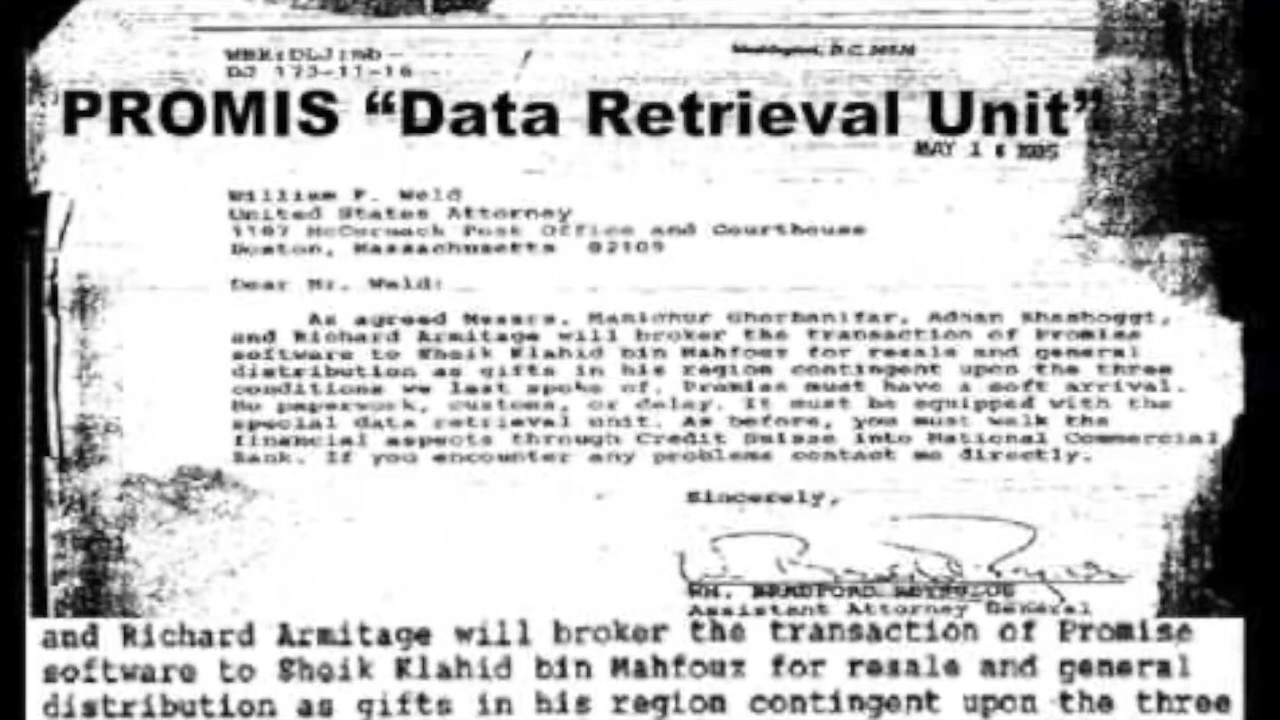 WBR:DLJ:nb
DJ 173-11-16
Washington, D.C. 20530
PROMIS “Data Retrieval Unit”
MAY 1 6 1985
William F. Weld
United States Attorney
1107 McCormack Post Office and Courthouse
Boston, Massachusetts 02109
Dear Mr. Weld:
As agreed Messrs. Manichur Ghorbanifar, Adnan Khashoggi,
and Richard Armitage will broker the transaction of Promise
software to Sheik Klahid bin Mahfouz for resale and general
distribution as gifts in his region contingent upon the three
conditions we last spoke of. Promise must have a soft arrival.
No paperwork, customs, or delay. It must be equipped with the
special data retrieval unit. As before, you must walk the
financial aspects through Credit Suisse into National Commercial
Bank. If you encounter any problems contact me directly.
Sincerely,
WM. BRADFORD REYNOLDS
Assistant Attorney General
and Richard Armitage will broker the transaction of Promise
software to Sheik Klahid bin Mahfouz for resale and general
distribution as gifts in his region contingent upon the three